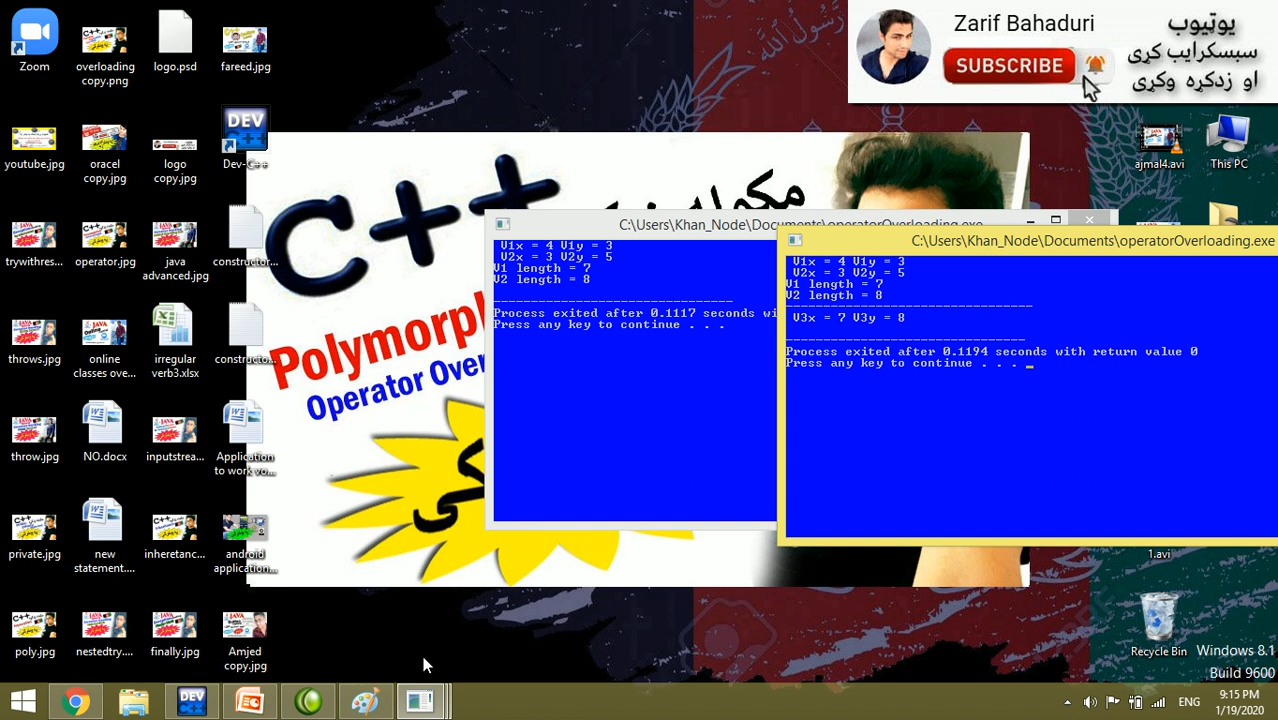 Zoom
overloading
copy.png
logo.psd
fareed.jpg
Zarif Bahaduri
SUBSCRIBE
یوټیوب
سبسکرایب کړی
او زدکړه وکړی
youtube.jpg
oracel
copy.jpg
logo
copy.jpg
DEV
Dev-C++
ajmal4.avi
This PC
C++
trywithres...
operator.jpg
java
advanced.jpg
constructor...
C:\Users\Khan_Node\Documents\operatorOverloading.exe
V1x = 4 V1y = 3
V2x = 3 V2y = 5
V1 length = 7
V2 length = 8
--------------------------------
Process exited after 0.1117 seconds wi
Press any key to continue . . .
C:\Users\Khan_Node\Documents\operatorOverloading.exe
V1x = 4 V1y = 3
V2x = 3 V2y = 5
V1 length = 7
V2 length = 8
---------------------------------
V3x = 7 V3y = 8
--------------------------------
Process exited after 0.1194 seconds with return value 0
Press any key to continue . . .
Polymorph
Operator Over
throws.jpg
online
classes ove...
irregular
verb3.xlsx
constructo...
throw.jpg
NO.docx
inputstrea...
Application
to work vo...
private.jpg
new
statement....
inheretanc...
android
application...
1.avi
poly.jpg
nestedtry....
finally.jpg
Amjed
copy.jpg
Recycle Bin
Windows 8.1
Build 9600
DEV
ENG
9:15 PM
1/19/2020